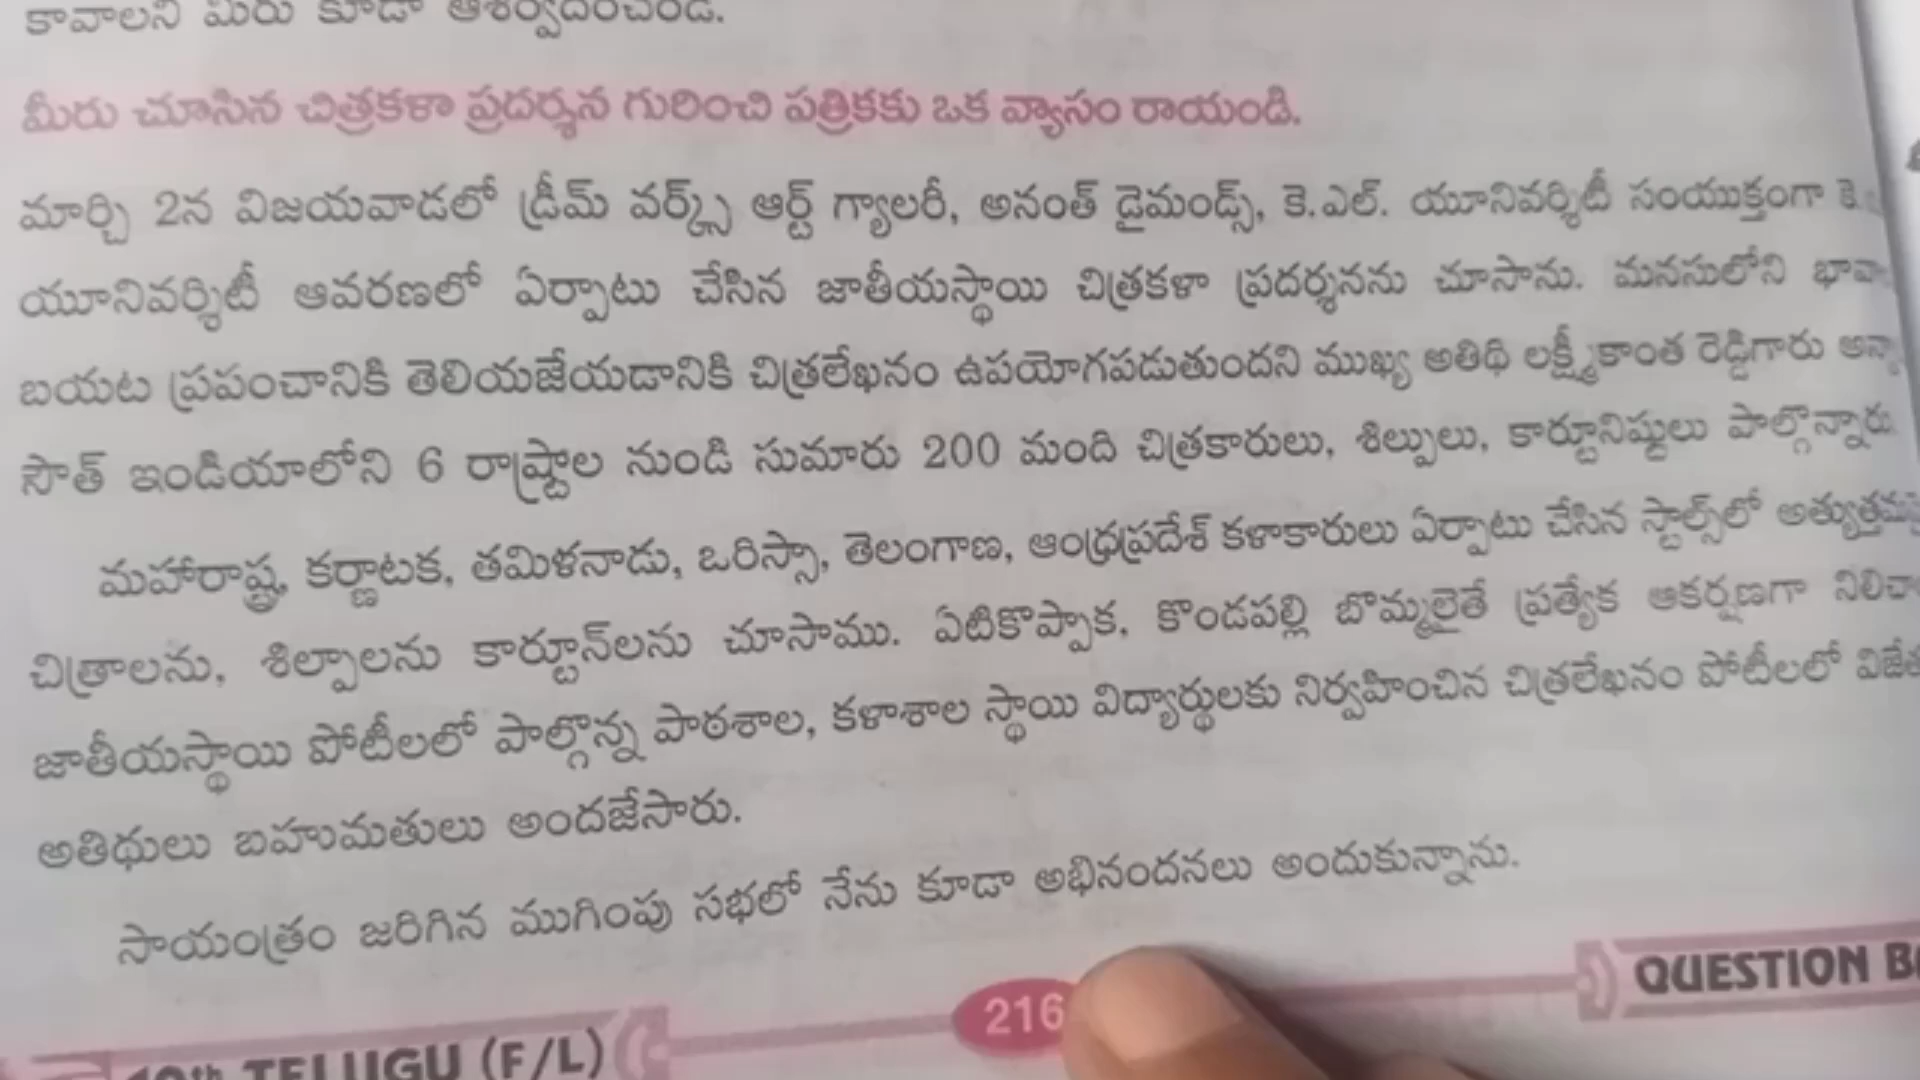 కావాలని మీరు కూడా ఆశీర్వదించండి.
మీరు చూసిన చిత్రకళా ప్రదర్శన గురించి పత్రికకు ఒక వ్యాసం రాయండి.
మార్చి 2న విజయవాడలో డ్రీమ్ వర్క్స్ ఆర్ట్ గ్యాలరీ, అనంత్ డైమండ్స్, కె.ఎల్. యూనివర్శిటీ సంయుక్తంగా
యూనివర్శిటీ ఆవరణలో ఏర్పాటు చేసిన జాతీయస్థాయి చిత్రకళా ప్రదర్శనను చూసాను. మనసులోని
బయట ప్రపంచానికి తెలియజేయడానికి చిత్రలేఖనం ఉపయోగపడుతుందని ముఖ్య అతిథి లక్ష్మీకాంత రెడ్డిగారు
సౌత్ ఇండియాలోని 6 రాష్ట్రాల నుండి సుమారు 200 మంది చిత్రకారులు, శిల్పులు, కార్టూనిష్టులు పాల్గొన్నారు
మహారాష్ట్ర, కర్ణాటక, తమిళనాడు, ఒరిస్సా, తెలంగాణ, ఆంధ్రప్రదేశ్ కళాకారులు ఏర్పాటు చేసిన స్టాల్స్‌లో
చిత్రాలను, శిల్పాలను కార్టూన్‌లను చూసాము. ఏటికొప్పాక, కొండపల్లి బొమ్మలైతే ప్రత్యేక ఆకర్షణగా
జాతీయస్థాయి పోటీలలో పాల్గొన్న పాఠశాల, కళాశాల స్థాయి విద్యార్థులకు నిర్వహించిన చిత్రలేఖనం పోటీలలో
అతిథులు బహుమతులు అందజేసారు.
సాయంత్రం జరిగిన ముగింపు సభలో నేను కూడా అభినందనలు అందుకున్నాను.
10th TELUGU (F/L) 216 QUESTION